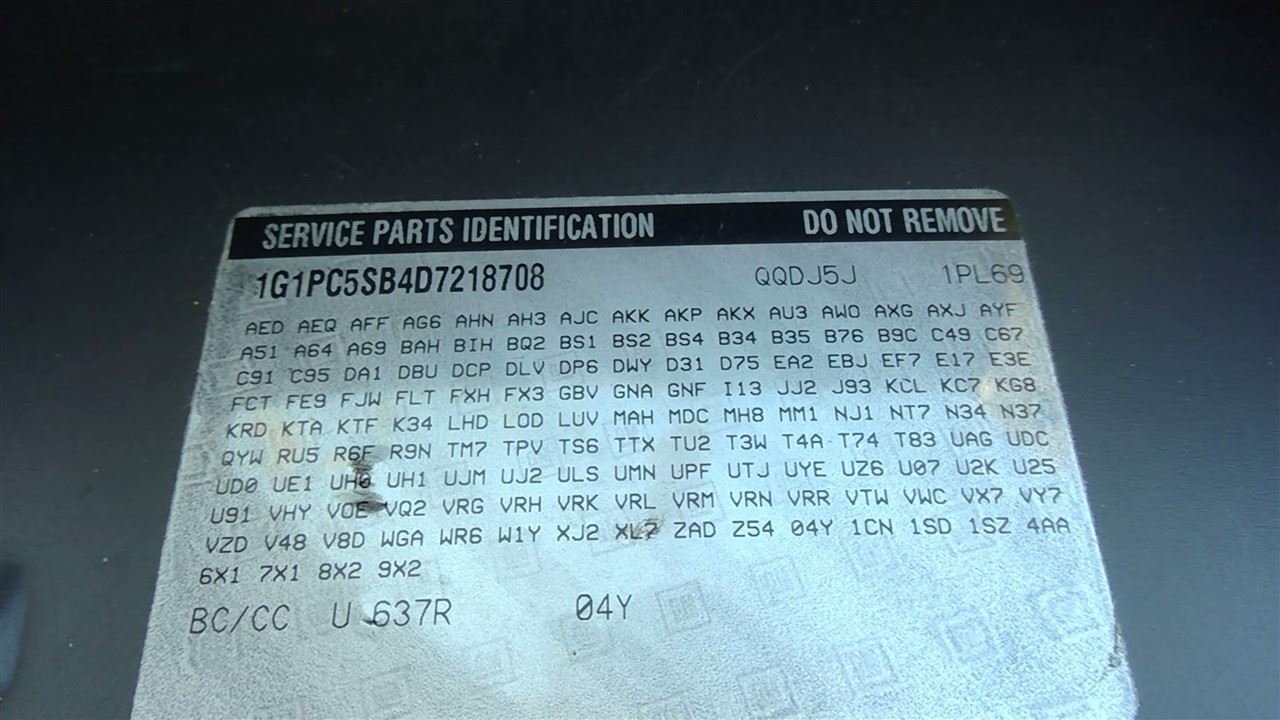 SERVICE PARTS IDENTIFICATION DO NOT REMOVE
1G1PC5SB4D7218708 QQDJ5J 1PL69
AED AEQ AFF AG6 AHN AH3 AJC AKK AKP AKX AU3 AWO AXG AXJ AYF
A51 A64 A69 BAH BIH BQ2 BS1 BS2 BS4 B34 B35 B76 B9C C49 C67
C91 C95 DA1 DBU DCP DLV DP6 DWY D31 D75 EA2 EBJ EF7 E17 E3E
FCT FE9 FJW FLT FXH FX3 GBV GNA GNF I13 JJ2 J93 KCL KC7 KG8
KRD KTA KTF K34 LHD LOD LUV MAH MDC MH8 MM1 NJ1 NT7 N34 N37
QYW RU5 R6F R9N TM7 TPV TS6 TTX TU2 T3W T4A T74 T83 UAG UDC
UD0 UE1 UH0 UH1 UJM UJ2 ULS UMN UPF UTJ UYE UZ6 U07 U2K U25
U91 VHY VOE VQ2 VRG VRH VRK VRL VRM VRN VRR VTW VWC VX7 VY7
VZD V48 V8D WGA WR6 W1Y XJ2 XL7 ZAD Z54 04Y 1CN 1SD 1SZ 4AA
6X1 7X1 8X2 9X2
BC/CC U 637R 04Y